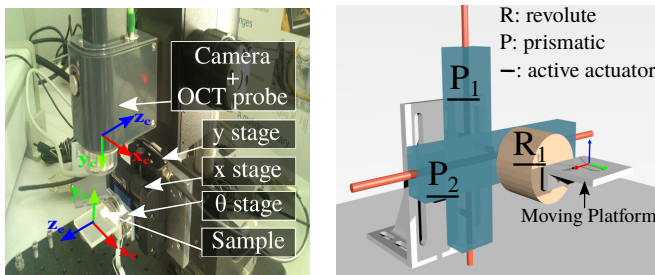 Camera
+
OCT probe
y stage
x stage
θ stage
Sample
z_c
x_c
y_c
y_e
z_e
x_e
R: revolute
P: prismatic
–: active actuator
P_1
P_2
R_1
Moving Platform